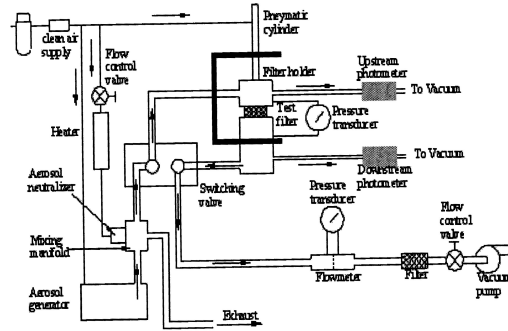 Pneumatic
cylinder
clean air
supply
Flow
control
valve
Filter holder
Upstream
photometer
To Vacuum
Heater
Test
filter
Pressure
transducer
Aerosol
neutralizer
Switching
valve
To Vacuum
Downstream
photometer
Pressure
transducer
Flow
control
valve
Mixing
manifold
Flowmeter
Filter
Vacuum
pump
Aerosol
generator
Exhaust